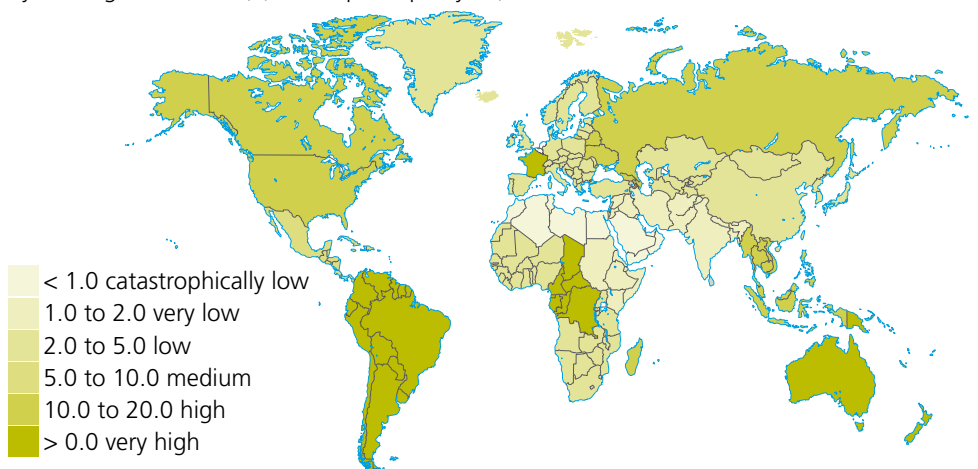 < 1.0 catastrophically low
1.0 to 2.0 very low
2.0 to 5.0 low
5.0 to 10.0 medium
10.0 to 20.0 high
> 0.0 very high